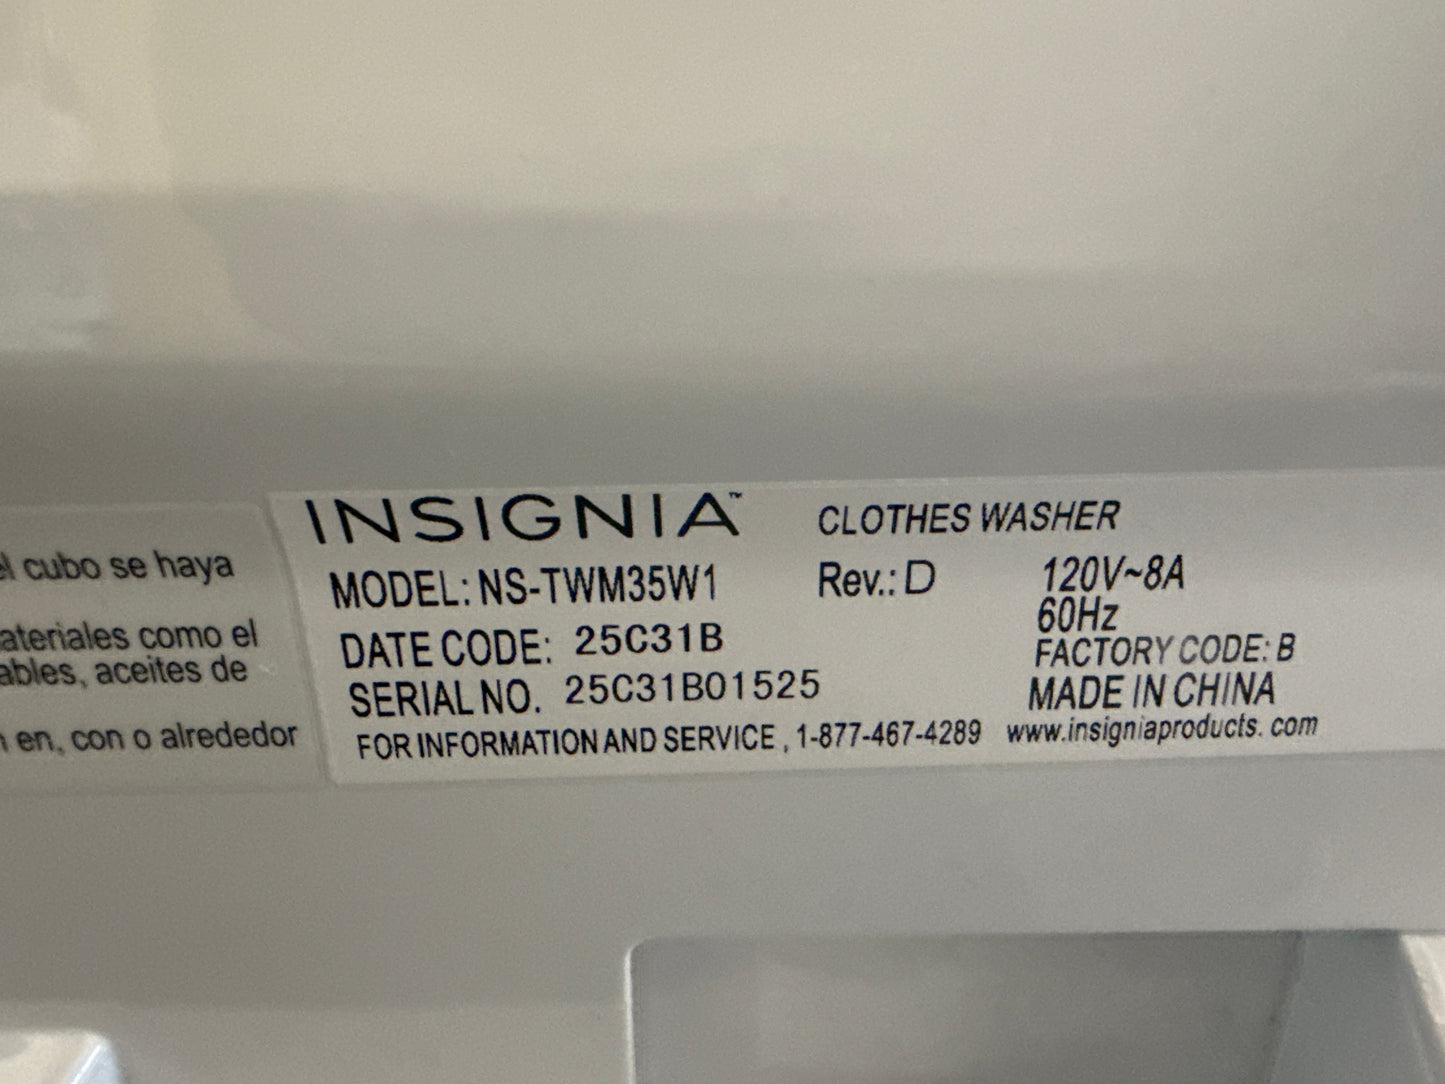 el cubo se haya
ateriales como el
ables, aceites de
en, con o alrededor
INSIGNIA™ CLOTHES WASHER
MODEL: NS-TWM35W1 Rev.: D 120V~8A
60Hz
DATE CODE: 25C31B FACTORY CODE: B
SERIAL NO. 25C31B01525 MADE IN CHINA
FOR INFORMATION AND SERVICE , 1-877-467-4289 www.insigniaproducts. com